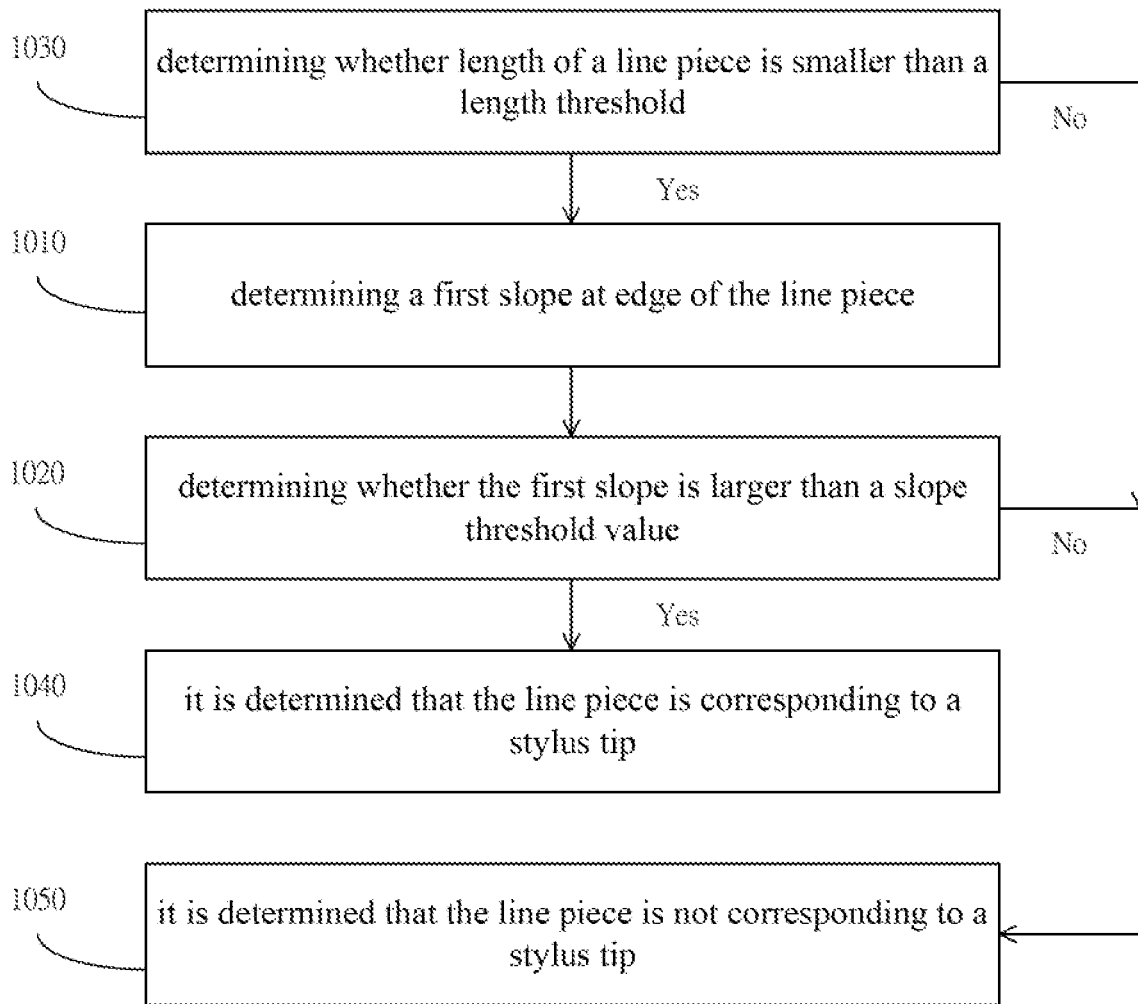 1030
determining whether length of a line piece is smaller than a
length threshold
No
Yes
1010
determining a first slope at edge of the line piece
1020
determining whether the first slope is larger than a slope
threshold value
No
Yes
1040
it is determined that the line piece is corresponding to a
stylus tip
1050
it is determined that the line piece is not corresponding to a
stylus tip